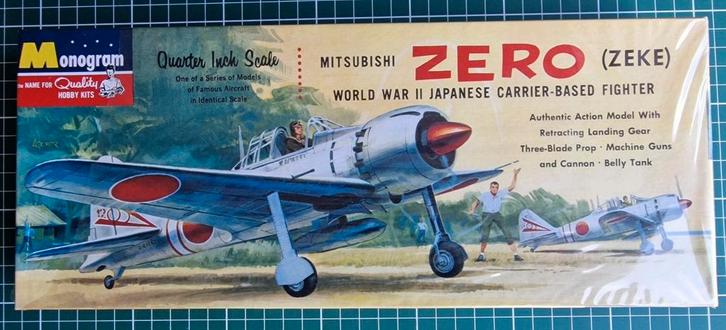 Monogram
THE NAME FOR Quality
HOBBY KITS
Quarter Inch Scale
One of a Series of Models
of Famous Aircraft
in Identical Scale
MITSUBISHI ZERO (ZEKE)
WORLD WAR II JAPANESE CARRIER-BASED FIGHTER
Authentic Action Model With
Retracting Landing Gear
Three-Blade Prop · Machine Guns
and Cannon · Belly Tank